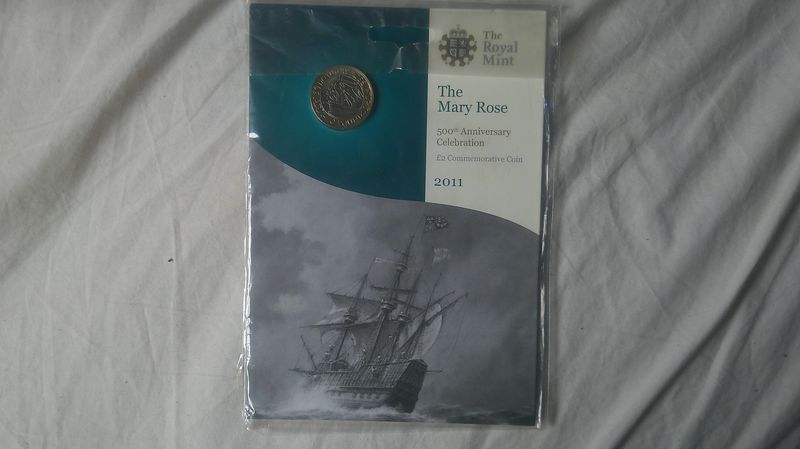 The
Royal
Mint
The
Mary Rose
500th Anniversary
Celebration
£2 Commemorative Coin
2011